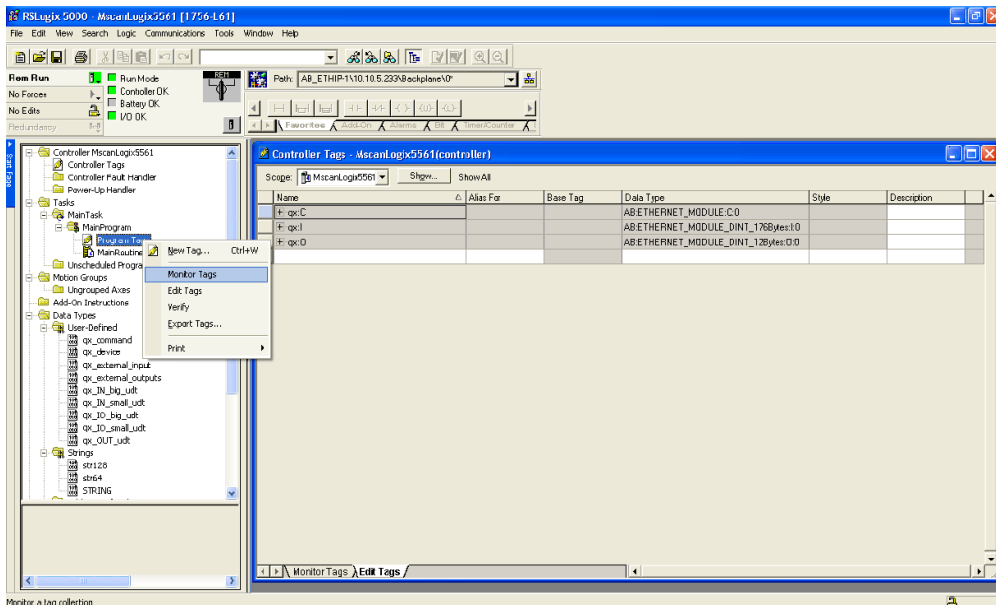 RSLogix 5000 - MscanLogix5561 [1756-L61]
File Edit View Search Logic Communications Tools Window Help
Rem Run
Run Mode
REM
Path: AB_ETHIP-1\10.10.5.233\Backplane\0*
No Forces
Controller OK
Battery OK
No Edits
I/O OK
Redundancy
Favorites Add-On Alarms Bit Timer/Counter
Start Page
Controller MscanLogix5561
Controller Tags
Controller Fault Handler
Power-Up Handler
Tasks
MainTask
MainProgram
Program Tags
MainRoutine
Unscheduled Progra
Motion Groups
Ungrouped Axes
Add-On Instructions
Data Types
User-Defined
qx_command
qx_device
qx_external_input
qx_external_outputs
qx_IN_big_udt
qx_IN_small_udt
qx_IO_big_udt
qx_IO_small_udt
qx_OUT_udt
Strings
str128
str64
STRING
New Tag... Ctrl+W
Monitor Tags
Edit Tags
Verify
Export Tags...
Print
Controller Tags - MscanLogix5561(controller)
Scope: MscanLogix5561 Show... Show All
Name Alias For Base Tag Data Type Style Description
qx:C AB:ETHERNET_MODULE:C:0
qx:I AB:ETHERNET_MODULE_DINT_176Bytes:I:0
qx:O AB:ETHERNET_MODULE_DINT_12Bytes:O:0
Monitor Tags Edit Tags
Monitor a tag collection